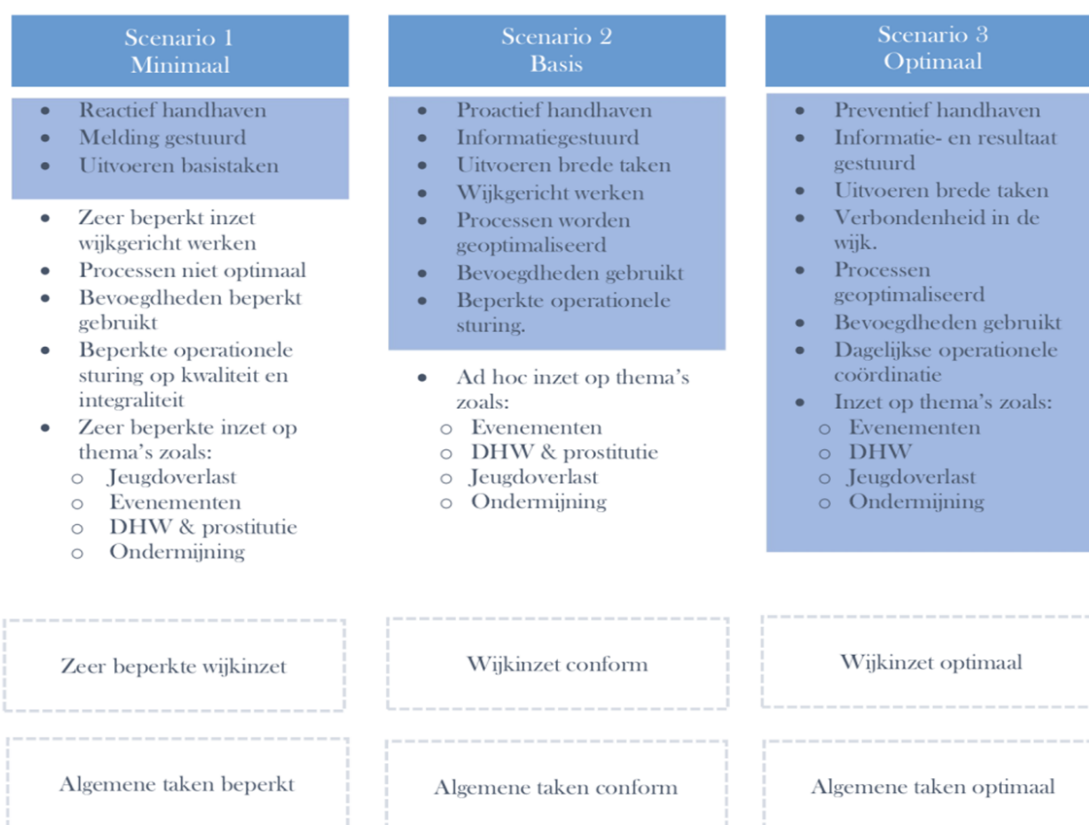 Scenario 1
Minimaal
• Reactief handhaven
• Melding gestuurd
• Uitvoeren basistaken
• Zeer beperkt inzet
wijkgericht werken
• Processen niet optimaal
• Bevoegdheden beperkt
gebruikt
• Beperkte operationele
sturing op kwaliteit en
integraliteit
• Zeer beperkte inzet op
thema’s zoals:
o Jeugdoverlast
o Evenementen
o DHW & prostitutie
o Ondermijning
Zeer beperkte wijkinzet
Algemene taken beperkt
Scenario 2
Basis
• Proactief handhaven
• Informatiegestuurd
• Uitvoeren brede taken
• Wijkgericht werken
• Processen worden
geoptimaliseerd
• Bevoegdheden gebruikt
• Beperkte operationele
sturing.
• Ad hoc inzet op thema’s
zoals:
o Evenementen
o DHW & prostitutie
o Jeugdoverlast
o Ondermijning
Wijkinzet conform
Algemene taken conform
Scenario 3
Optimaal
• Preventief handhaven
• Informatie- en resultaat
gestuurd
• Uitvoeren brede taken
• Verbondenheid in de
wijk.
• Processen
geoptimaliseerd
• Bevoegdheden gebruikt
• Dagelijkse operationele
coördinatie
• Inzet op thema’s zoals:
o Evenementen
o DHW
o Jeugdoverlast
o Ondermijning
Wijkinzet optimaal
Algemene taken optimaal